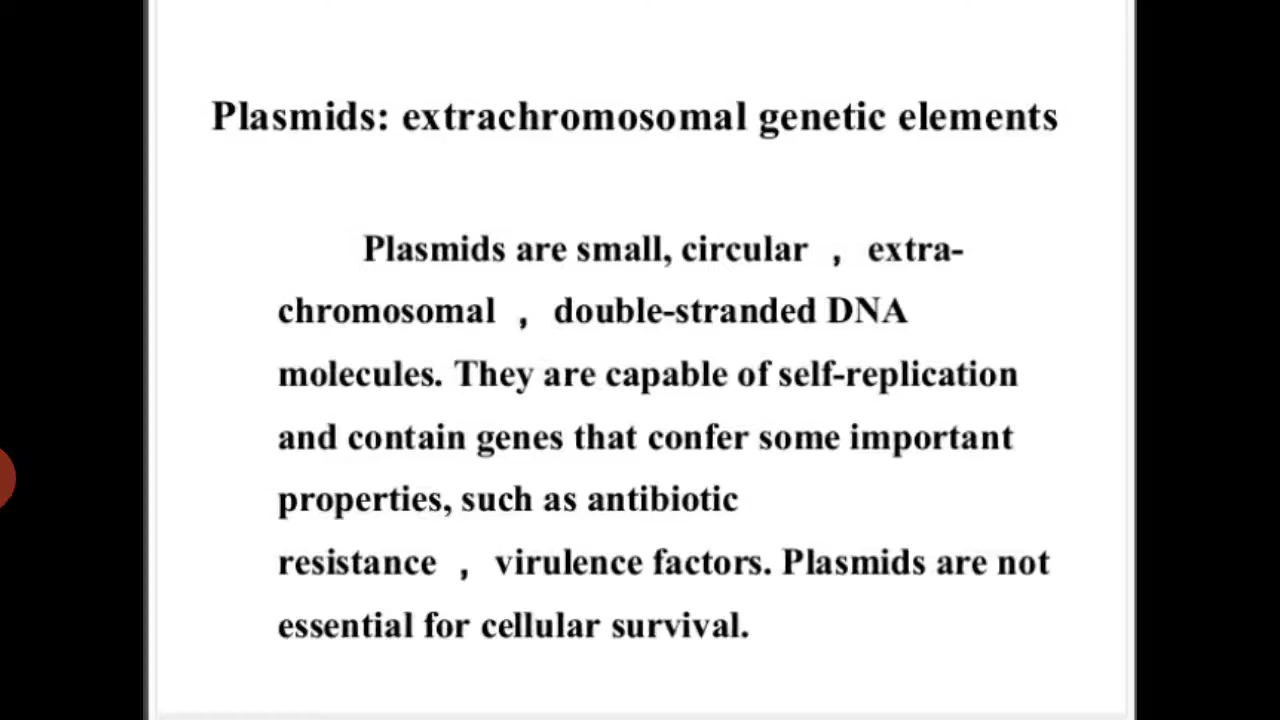 Plasmids: extrachromosomal genetic elements
Plasmids are small, circular , extra-
chromosomal , double-stranded DNA
molecules. They are capable of self-replication
and contain genes that confer some important
properties, such as antibiotic
resistance , virulence factors. Plasmids are not
essential for cellular survival.